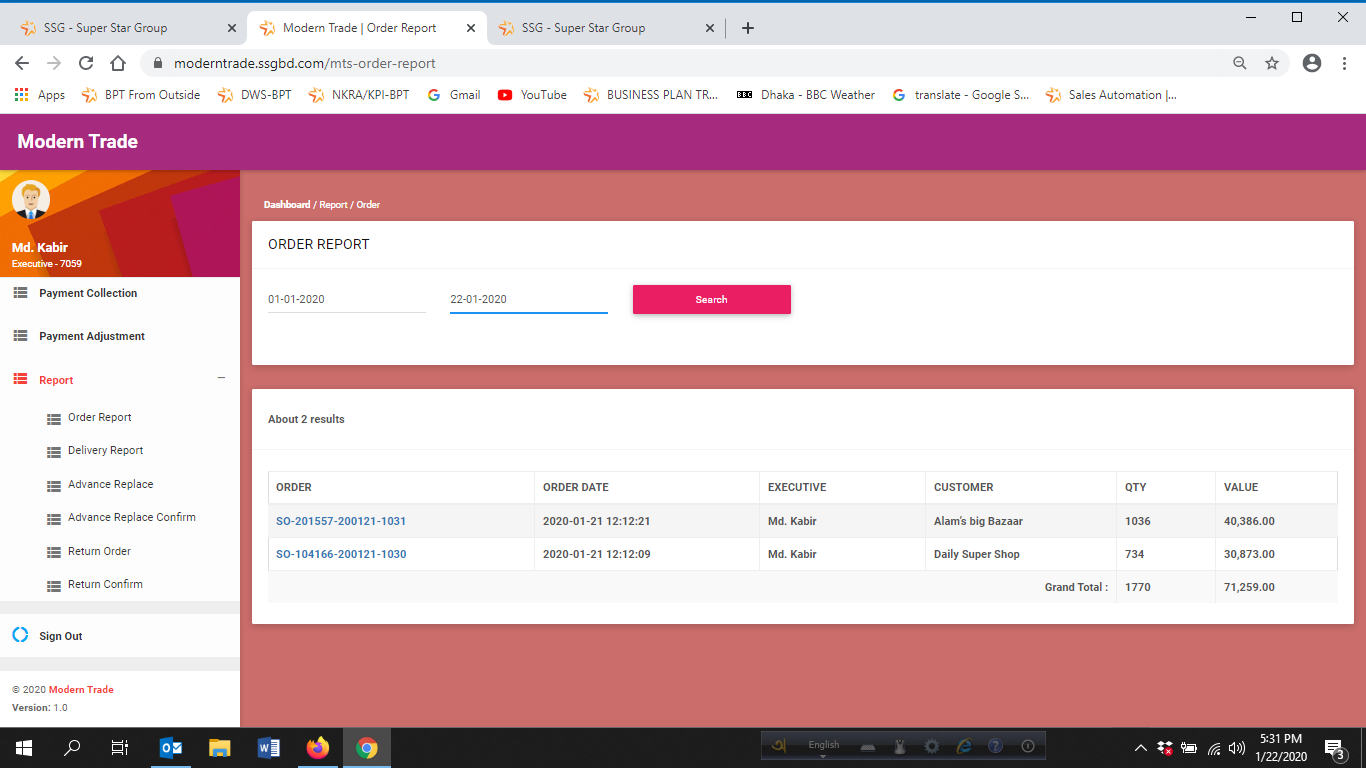 SSG - Super Star Group
Modern Trade | Order Report
SSG - Super Star Group
moderntrade.ssgbd.com/mts-order-report
Apps
BPT From Outside
DWS-BPT
NKRA/KPI-BPT
Gmail
YouTube
BUSINESS PLAN TR...
BBC Dhaka - BBC Weather
translate - Google S...
Sales Automation |...
Modern Trade
Md. Kabir
Executive - 7059
Payment Collection
Payment Adjustment
Report
Order Report
Delivery Report
Advance Replace
Advance Replace Confirm
Return Order
Return Confirm
Sign Out
© 2020 Modern Trade
Version: 1.0
Dashboard / Report / Order
ORDER REPORT
01-01-2020 22-01-2020 Search
About 2 results
ORDER ORDER DATE EXECUTIVE CUSTOMER QTY VALUE
SO-201557-200121-1031 2020-01-21 12:12:21 Md. Kabir Alam's big Bazaar 1036 40,386.00
SO-104166-200121-1030 2020-01-21 12:12:09 Md. Kabir Daily Super Shop 734 30,873.00
Grand Total : 1770 71,259.00
English
5:31 PM
1/22/2020
3